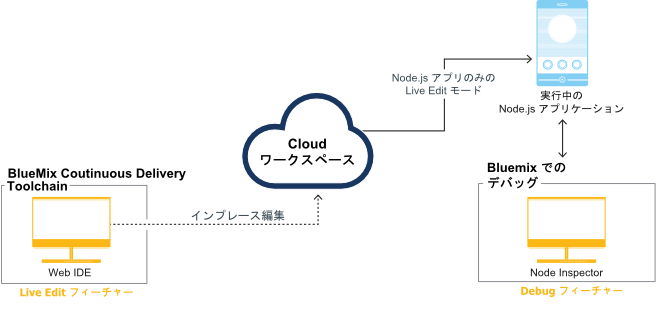 Node.js アプリのみの
Live Edit モード
実行中の
Node.js アプリケーション
Cloud
ワークスペース
BlueMix Coutinuous Delivery
Toolchain
インプレース編集
Web IDE
Live Edit フィーチャー
Bluemix での
デバッグ
Node Inspector
Debug フィーチャー